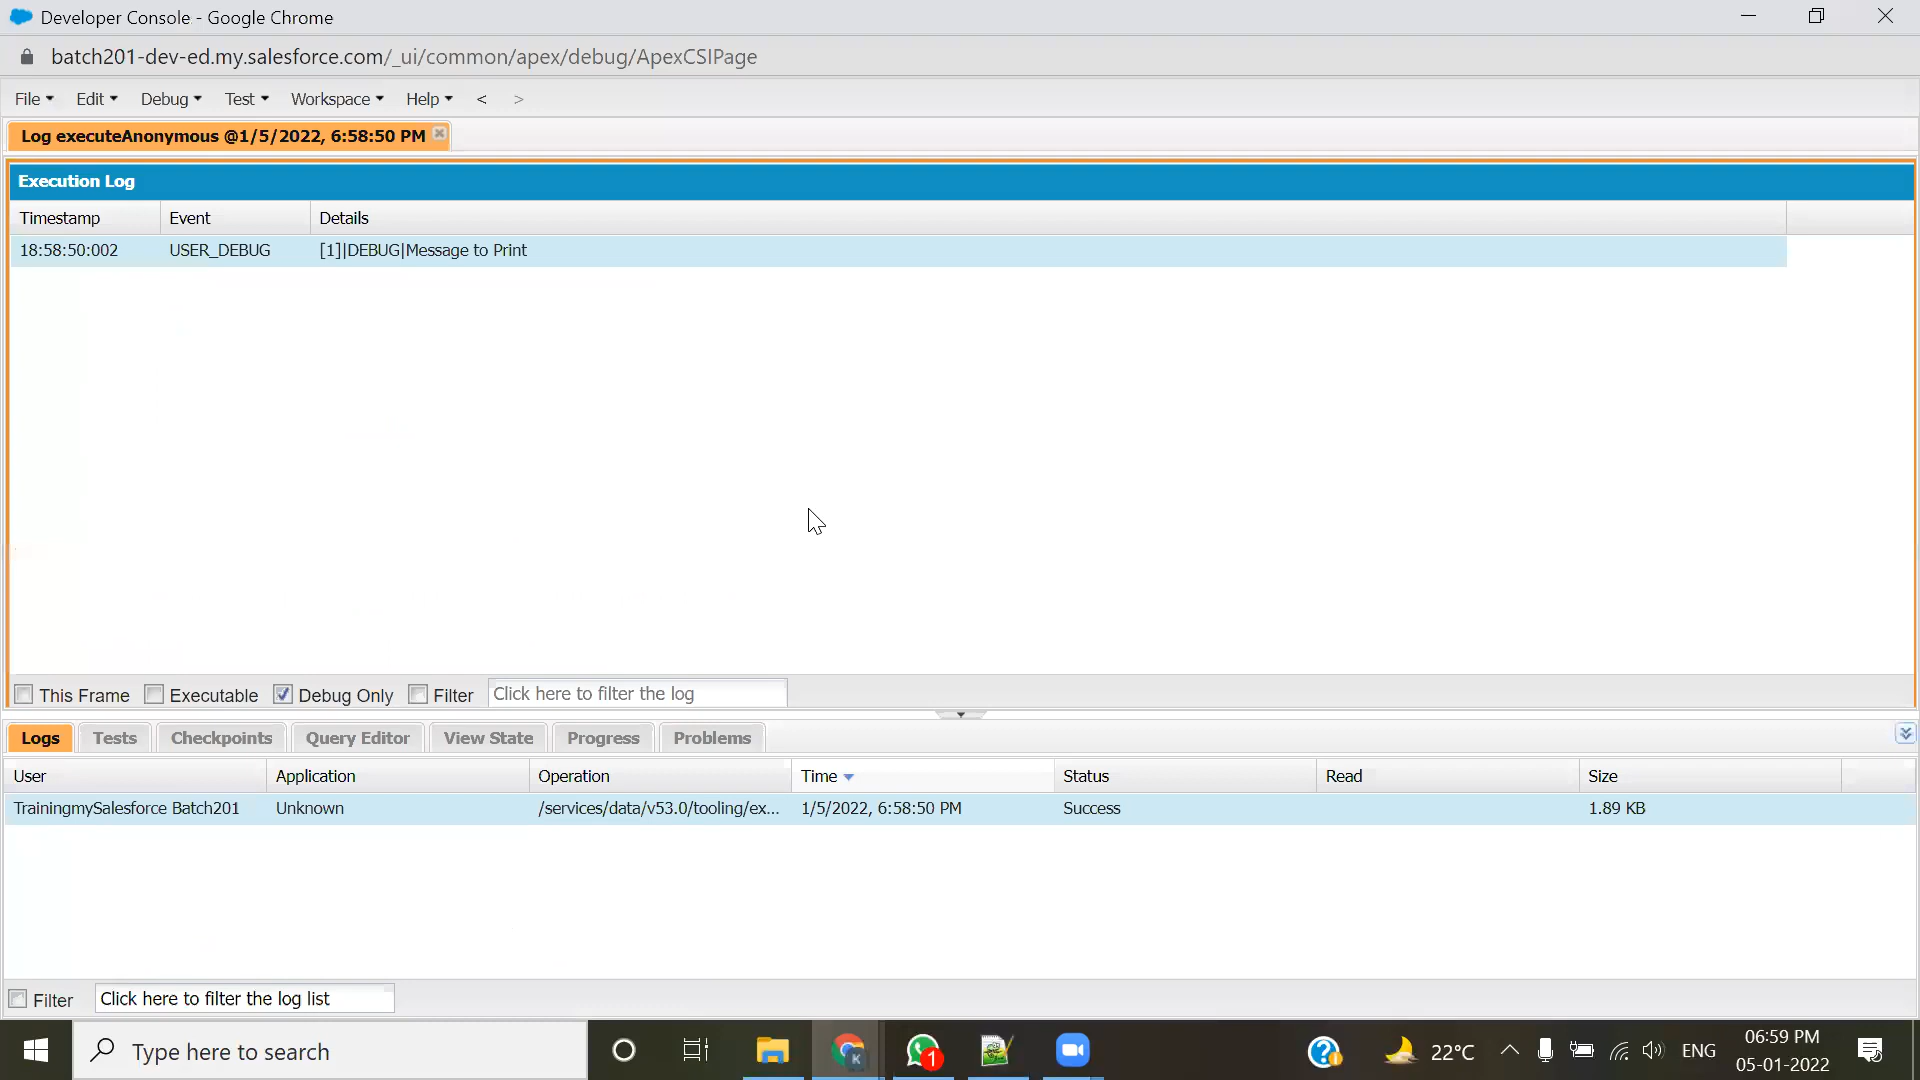 Developer Console - Google Chrome
batch201-dev-ed.my.salesforce.com/_ui/common/apex/debug/ApexCSIPage
File Edit Debug Test Workspace Help < >
Log executeAnonymous @1/5/2022, 6:58:50 PM
Execution Log
Timestamp Event Details
18:58:50:002 USER_DEBUG [1]|DEBUG|Message to Print
This Frame Executable Debug Only Filter Click here to filter the log
Logs Tests Checkpoints Query Editor View State Progress Problems
User Application Operation Time Status Read Size
TrainingmySalesforce Batch201 Unknown /services/data/v53.0/tooling/ex... 1/5/2022, 6:58:50 PM Success 1.89 KB
Filter Click here to filter the log list
Type here to search K 1 22°C ENG 06:59 PM
05-01-2022